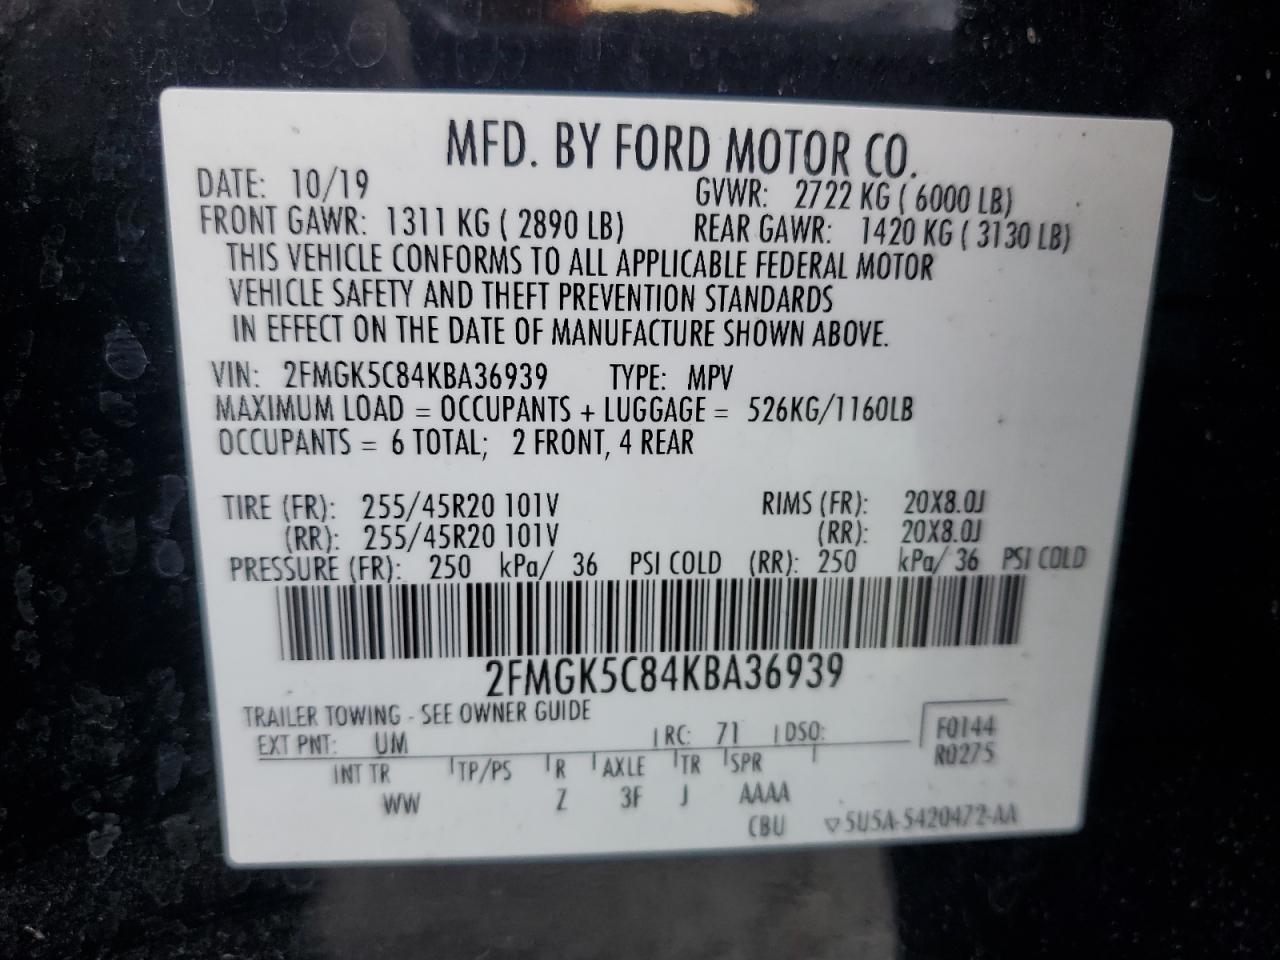 MFD. BY FORD MOTOR CO.
DATE: 10/19 GVWR: 2722 KG ( 6000 LB)
FRONT GAWR: 1311 KG ( 2890 LB) REAR GAWR: 1420 KG ( 3130 LB)
THIS VEHICLE CONFORMS TO ALL APPLICABLE FEDERAL MOTOR
VEHICLE SAFETY AND THEFT PREVENTION STANDARDS
IN EFFECT ON THE DATE OF MANUFACTURE SHOWN ABOVE.
VIN: 2FMGK5C84KBA36939 TYPE: MPV
MAXIMUM LOAD = OCCUPANTS + LUGGAGE = 526KG/1160LB
OCCUPANTS = 6 TOTAL; 2 FRONT, 4 REAR
TIRE (FR): 255/45R20 101V RIMS (FR): 20X8.0J
(RR): 255/45R20 101V (RR): 20X8.0J
PRESSURE (FR): 250 kPa/ 36 PSI COLD (RR): 250 kPa/ 36 PSI COLD
2FMGK5C84KBA36939
TRAILER TOWING - SEE OWNER GUIDE
EXT PNT: UM RC: 71 DSO: F0144
R0275
INT TR TP/PS R AXLE TR SPR
WW Z 3F J AAAA
CBU ▽5U5A-5420472-AA